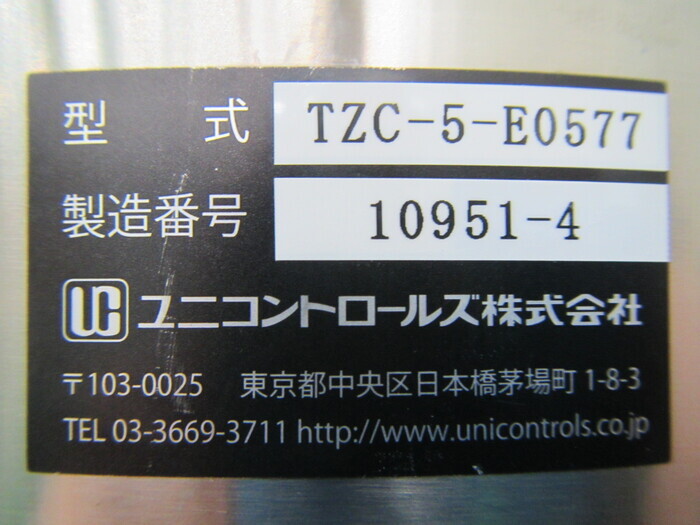 型 式 TZC-5-E0577
製造番号 10951-4
UC ユニコントロールズ株式会社
〒103-0025 東京都中央区日本橋茅場町 1-8-3
TEL 03-3669-3711 http://www.unicontrols.co.jp